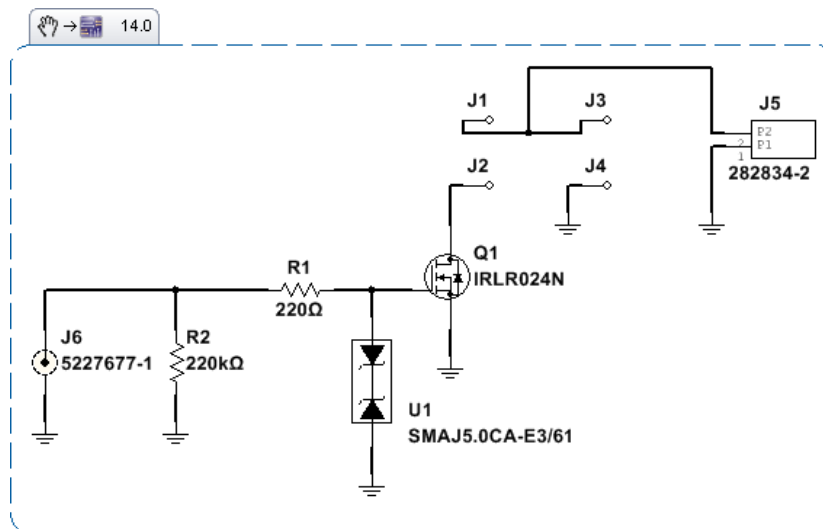 14.0
J1
J3
J5
P2
2 P1
1
282834-2
J2
J4
Q1
IRLR024N
R1
220Ω
J6
5227677-1
R2
220kΩ
U1
SMAJ5.0CA-E3/61